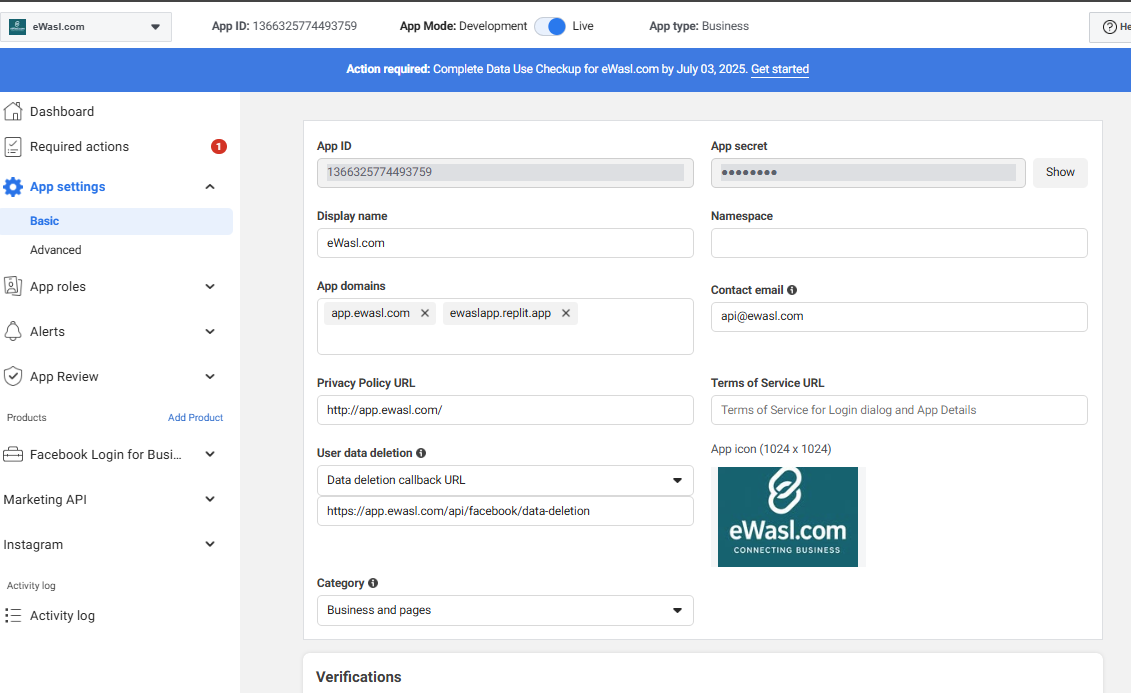 eWasl.com
App ID: 1366325774493759
App Mode: Development
Live
App type: Business
Action required: Complete Data Use Checkup for eWasl.com by July 03, 2025. Get started
Dashboard
Required actions
1
App settings
Basic
Advanced
App roles
Alerts
App Review
Products
Add Product
Facebook Login for Busi...
Marketing API
Instagram
Activity log
Activity log
App ID
1366325774493759
App secret
●●●●●●●●
Show
Display name
eWasl.com
Namespace
App domains
app.ewasl.com
ewaslapp.replit.app
Contact email
api@ewasl.com
Privacy Policy URL
http://app.ewasl.com/
Terms of Service URL
Terms of Service for Login dialog and App Details
User data deletion
Data deletion callback URL
https://app.ewasl.com/api/facebook/data-deletion
App icon (1024 x 1024)
eWasl.com
CONNECTING BUSINESS
Category
Business and pages
Verifications